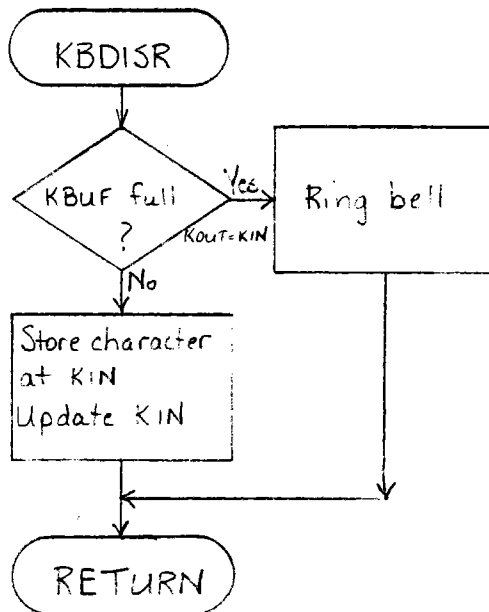 KBDISR
KBUF full
?
Yes
KOUT=KIN
Ring bell
No
Store character
at KIN
Update KIN
RETURN